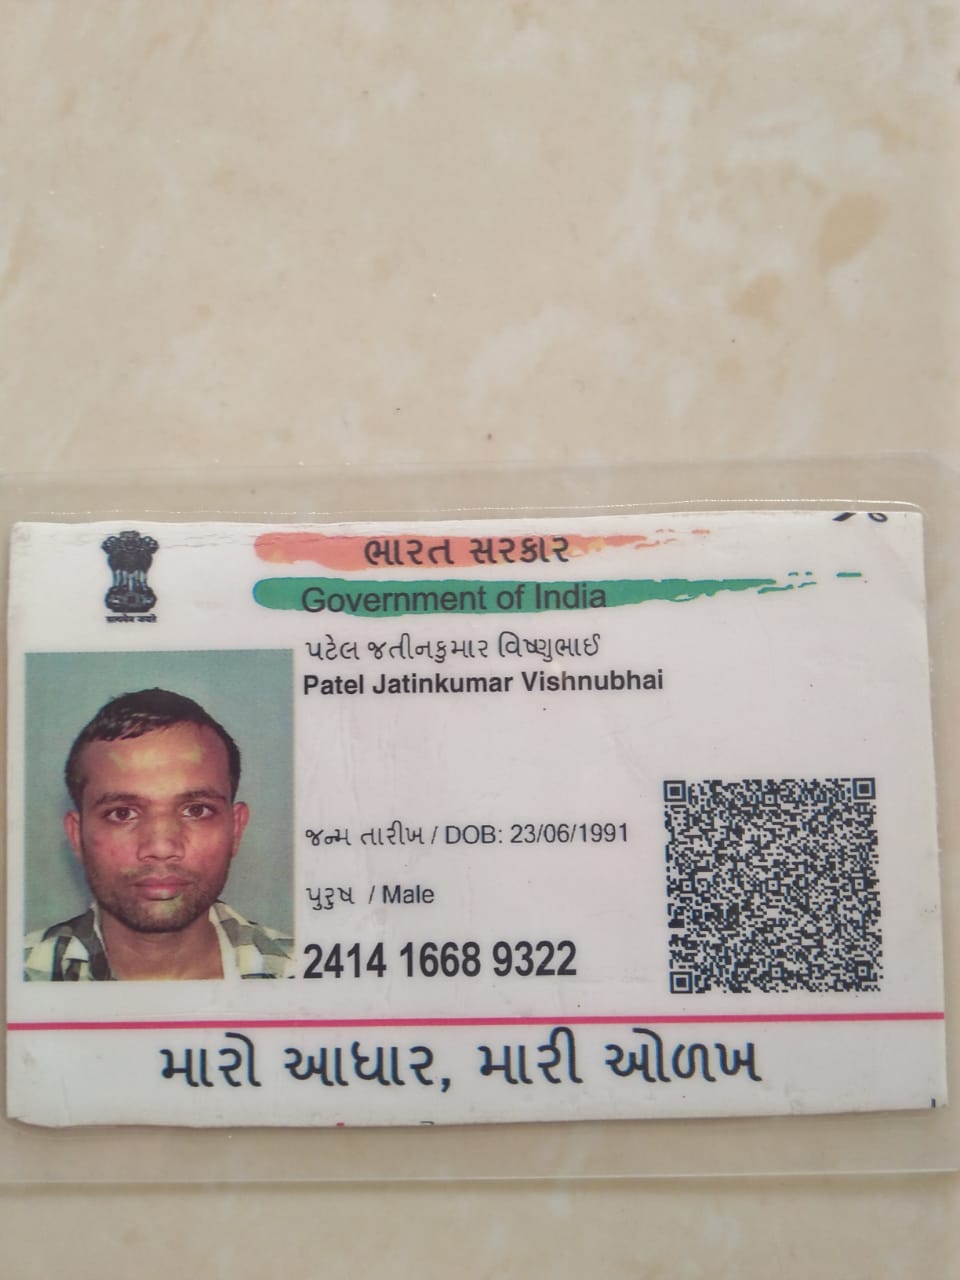 ભારત સરકાર
Government of India
સત્યમેવ જયતે
પટેલ જતીનકુમાર વિષ્ણુભાઈ
Patel Jatinkumar Vishnubhai
જન્મ તારીખ / DOB: 23/06/1991
પુરુષ / Male
2414 1668 9322
મારો આધાર, મારી ઓળખ